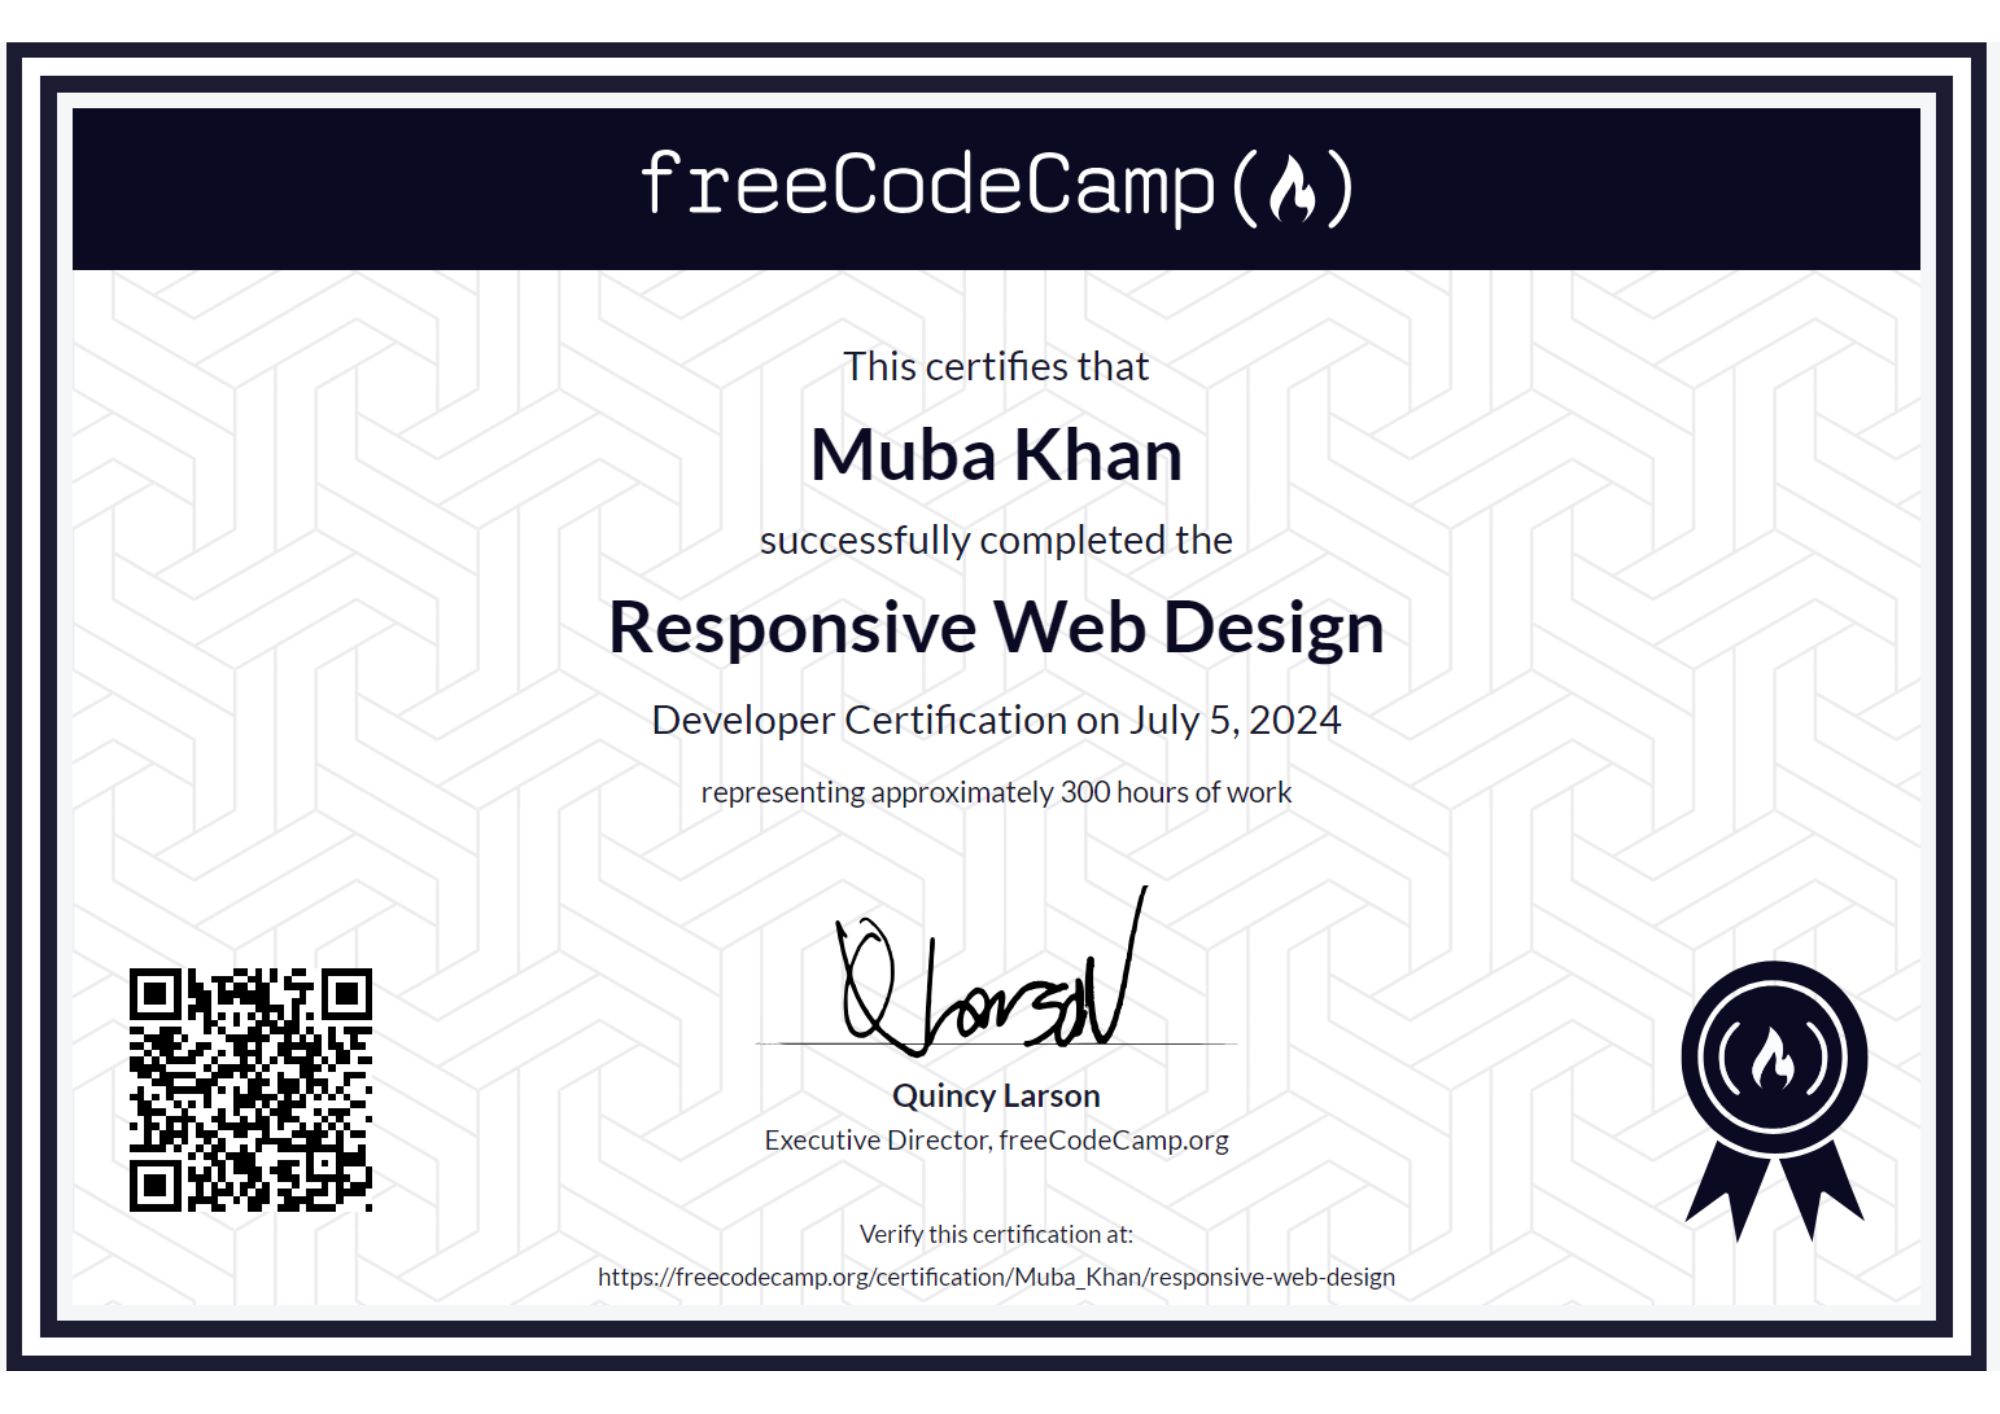 freeCodeCamp
This certifies that
Muba Khan
successfully completed the
Responsive Web Design
Developer Certification on July 5, 2024
representing approximately 300 hours of work
Q Larson
Quincy Larson
Executive Director, freeCodeCamp.org
Verify this certification at:
https://freecodecamp.org/certification/Muba_Khan/responsive-web-design